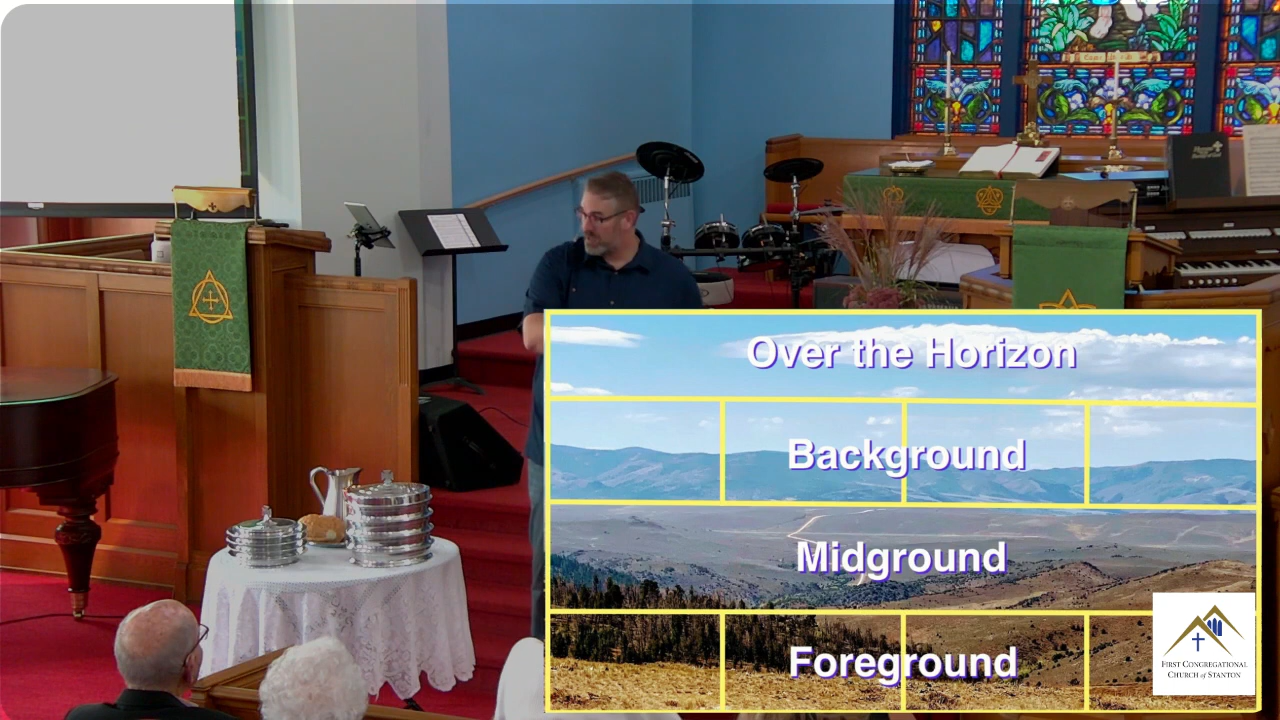 Over the Horizon
Background
Midground
Foreground
First Congregational
Church of Stanton